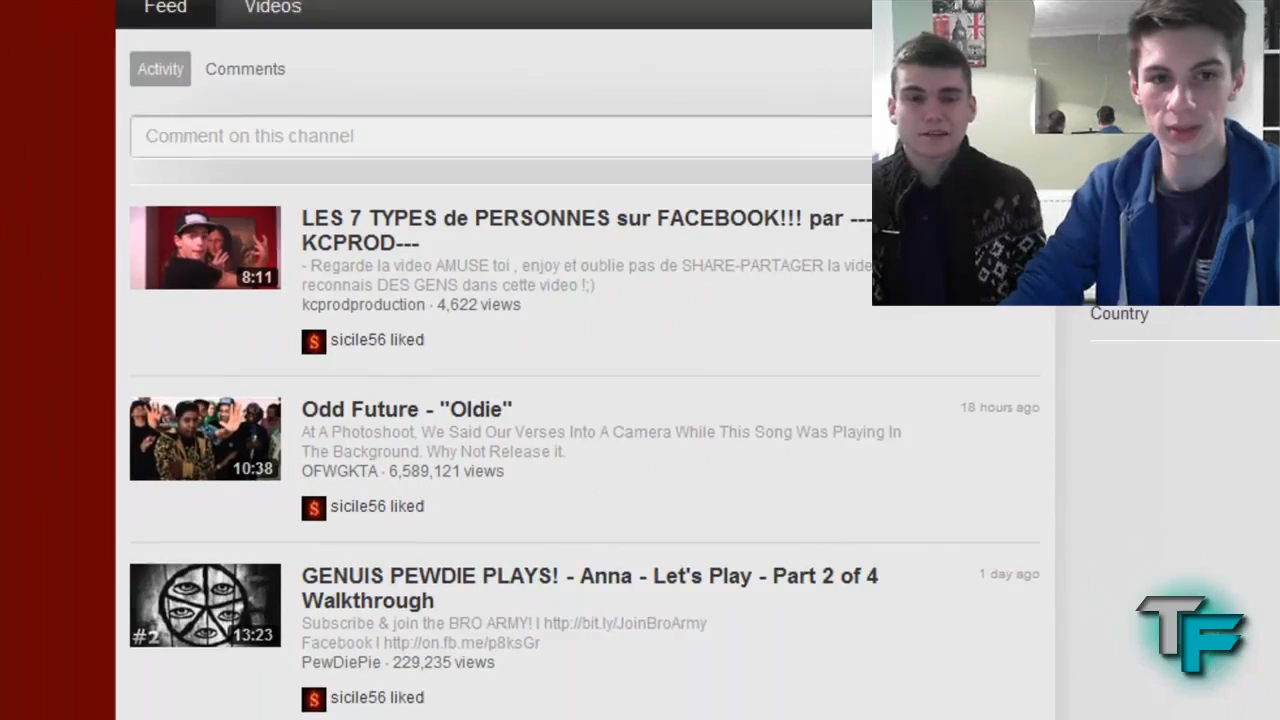 Feed Videos
Activity Comments
Comment on this channel
LES 7 TYPES de PERSONNES sur FACEBOOK!!! par ---
KCPROD---
- Regarde la video AMUSE toi , enjoy et oublie pas de SHARE-PARTAGER la vide
reconnais DES GENS dans cette video !;)
kcprodproduction · 4,622 views
8:11
sicile56 liked
Country
Odd Future - "Oldie"
18 hours ago
At A Photoshoot, We Said Our Verses Into A Camera While This Song Was Playing In
The Background. Why Not Release it.
OFWGKTA · 6,589,121 views
10:38
sicile56 liked
GENUIS PEWDIE PLAYS! - Anna - Let's Play - Part 2 of 4
Walkthrough
1 day ago
Subscribe & join the BRO ARMY! I http://bit.ly/JoinBroArmy
Facebook I http://on.fb.me/p8ksGr
PewDiePie · 229,235 views
#2 13:23
sicile56 liked
TF